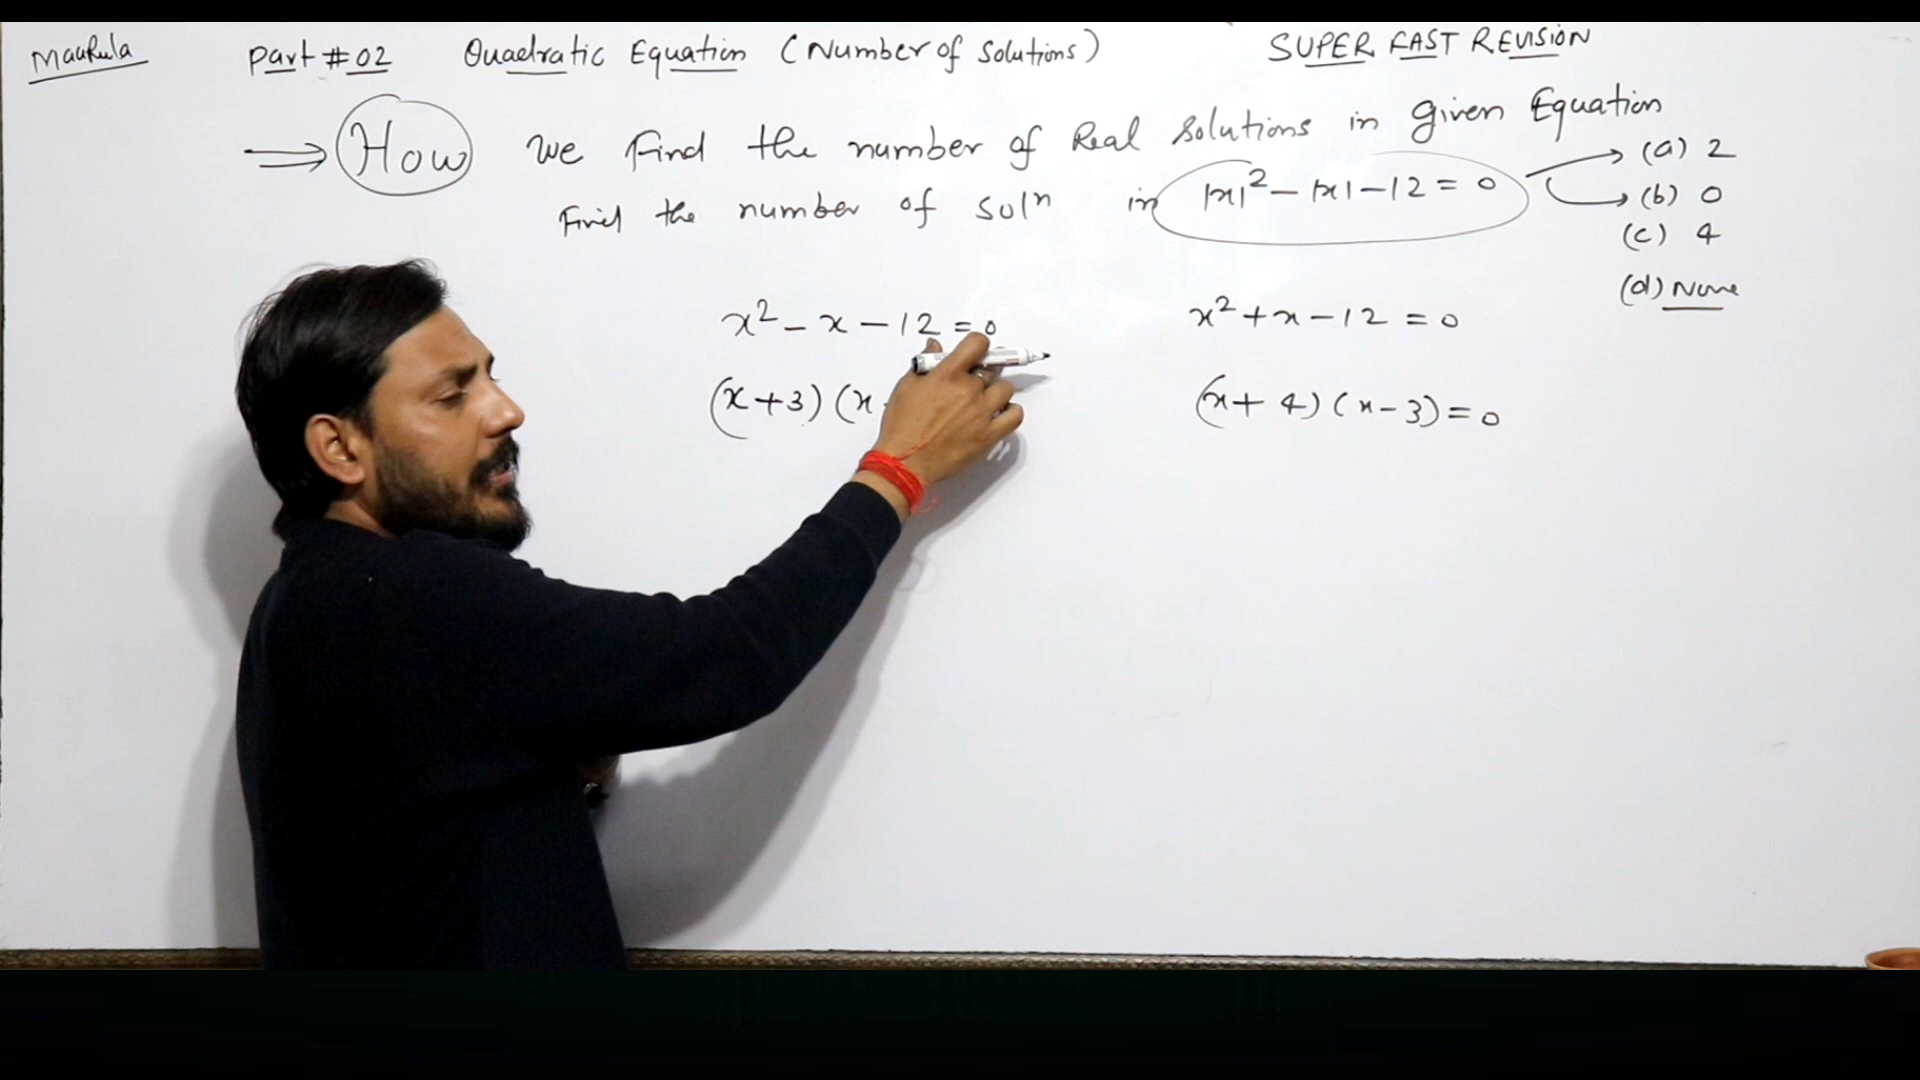 Part # 02 Quadratic Equation (Number of Solutions) SUPER FAST REVISION
⇒ How we Find the number of Real Solutions in given Equation
Find the number of solⁿ in |x|² - |x| - 12 = 0
(a) 2
(b) 0
(c) 4
(d) None
x² - x - 12 = 0
(x + 3) (x
x² + x - 12 = 0
(x + 4) (x - 3) = 0